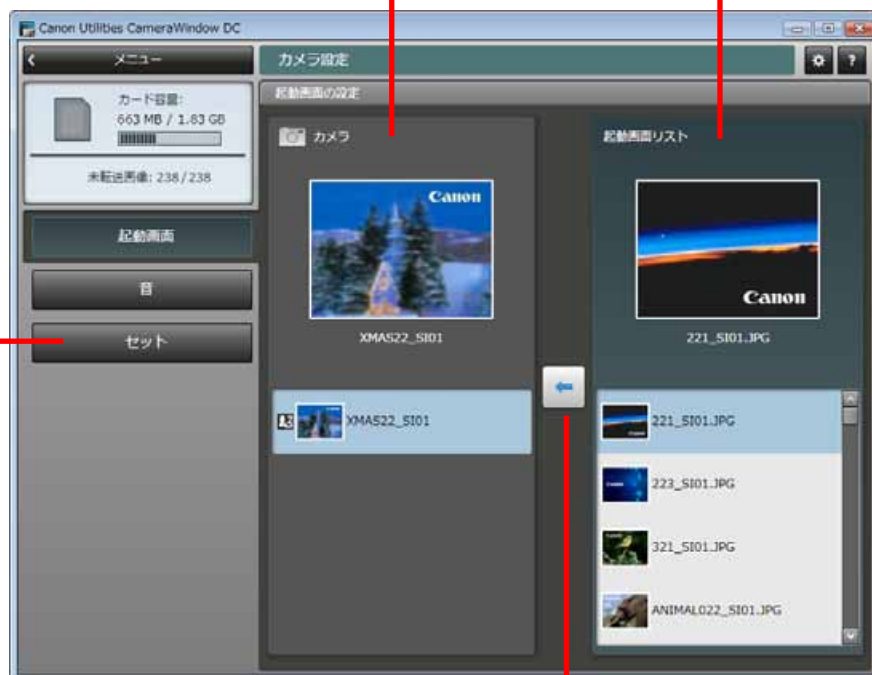 Canon Utilities CameraWindow DC
メニュー
カメラ設定
?
カード容量:
663 MB / 1.83 GB
未転送画像: 238/238
起動画面
音
セット
起動画面の設定
カメラ
Canon
XMAS22_SI01
XMAS22_SI01
起動画面リスト
Canon
221_SI01.JPG
221_SI01.JPG
223_SI01.JPG
321_SI01.JPG
ANIMAL022_SI01.JPG